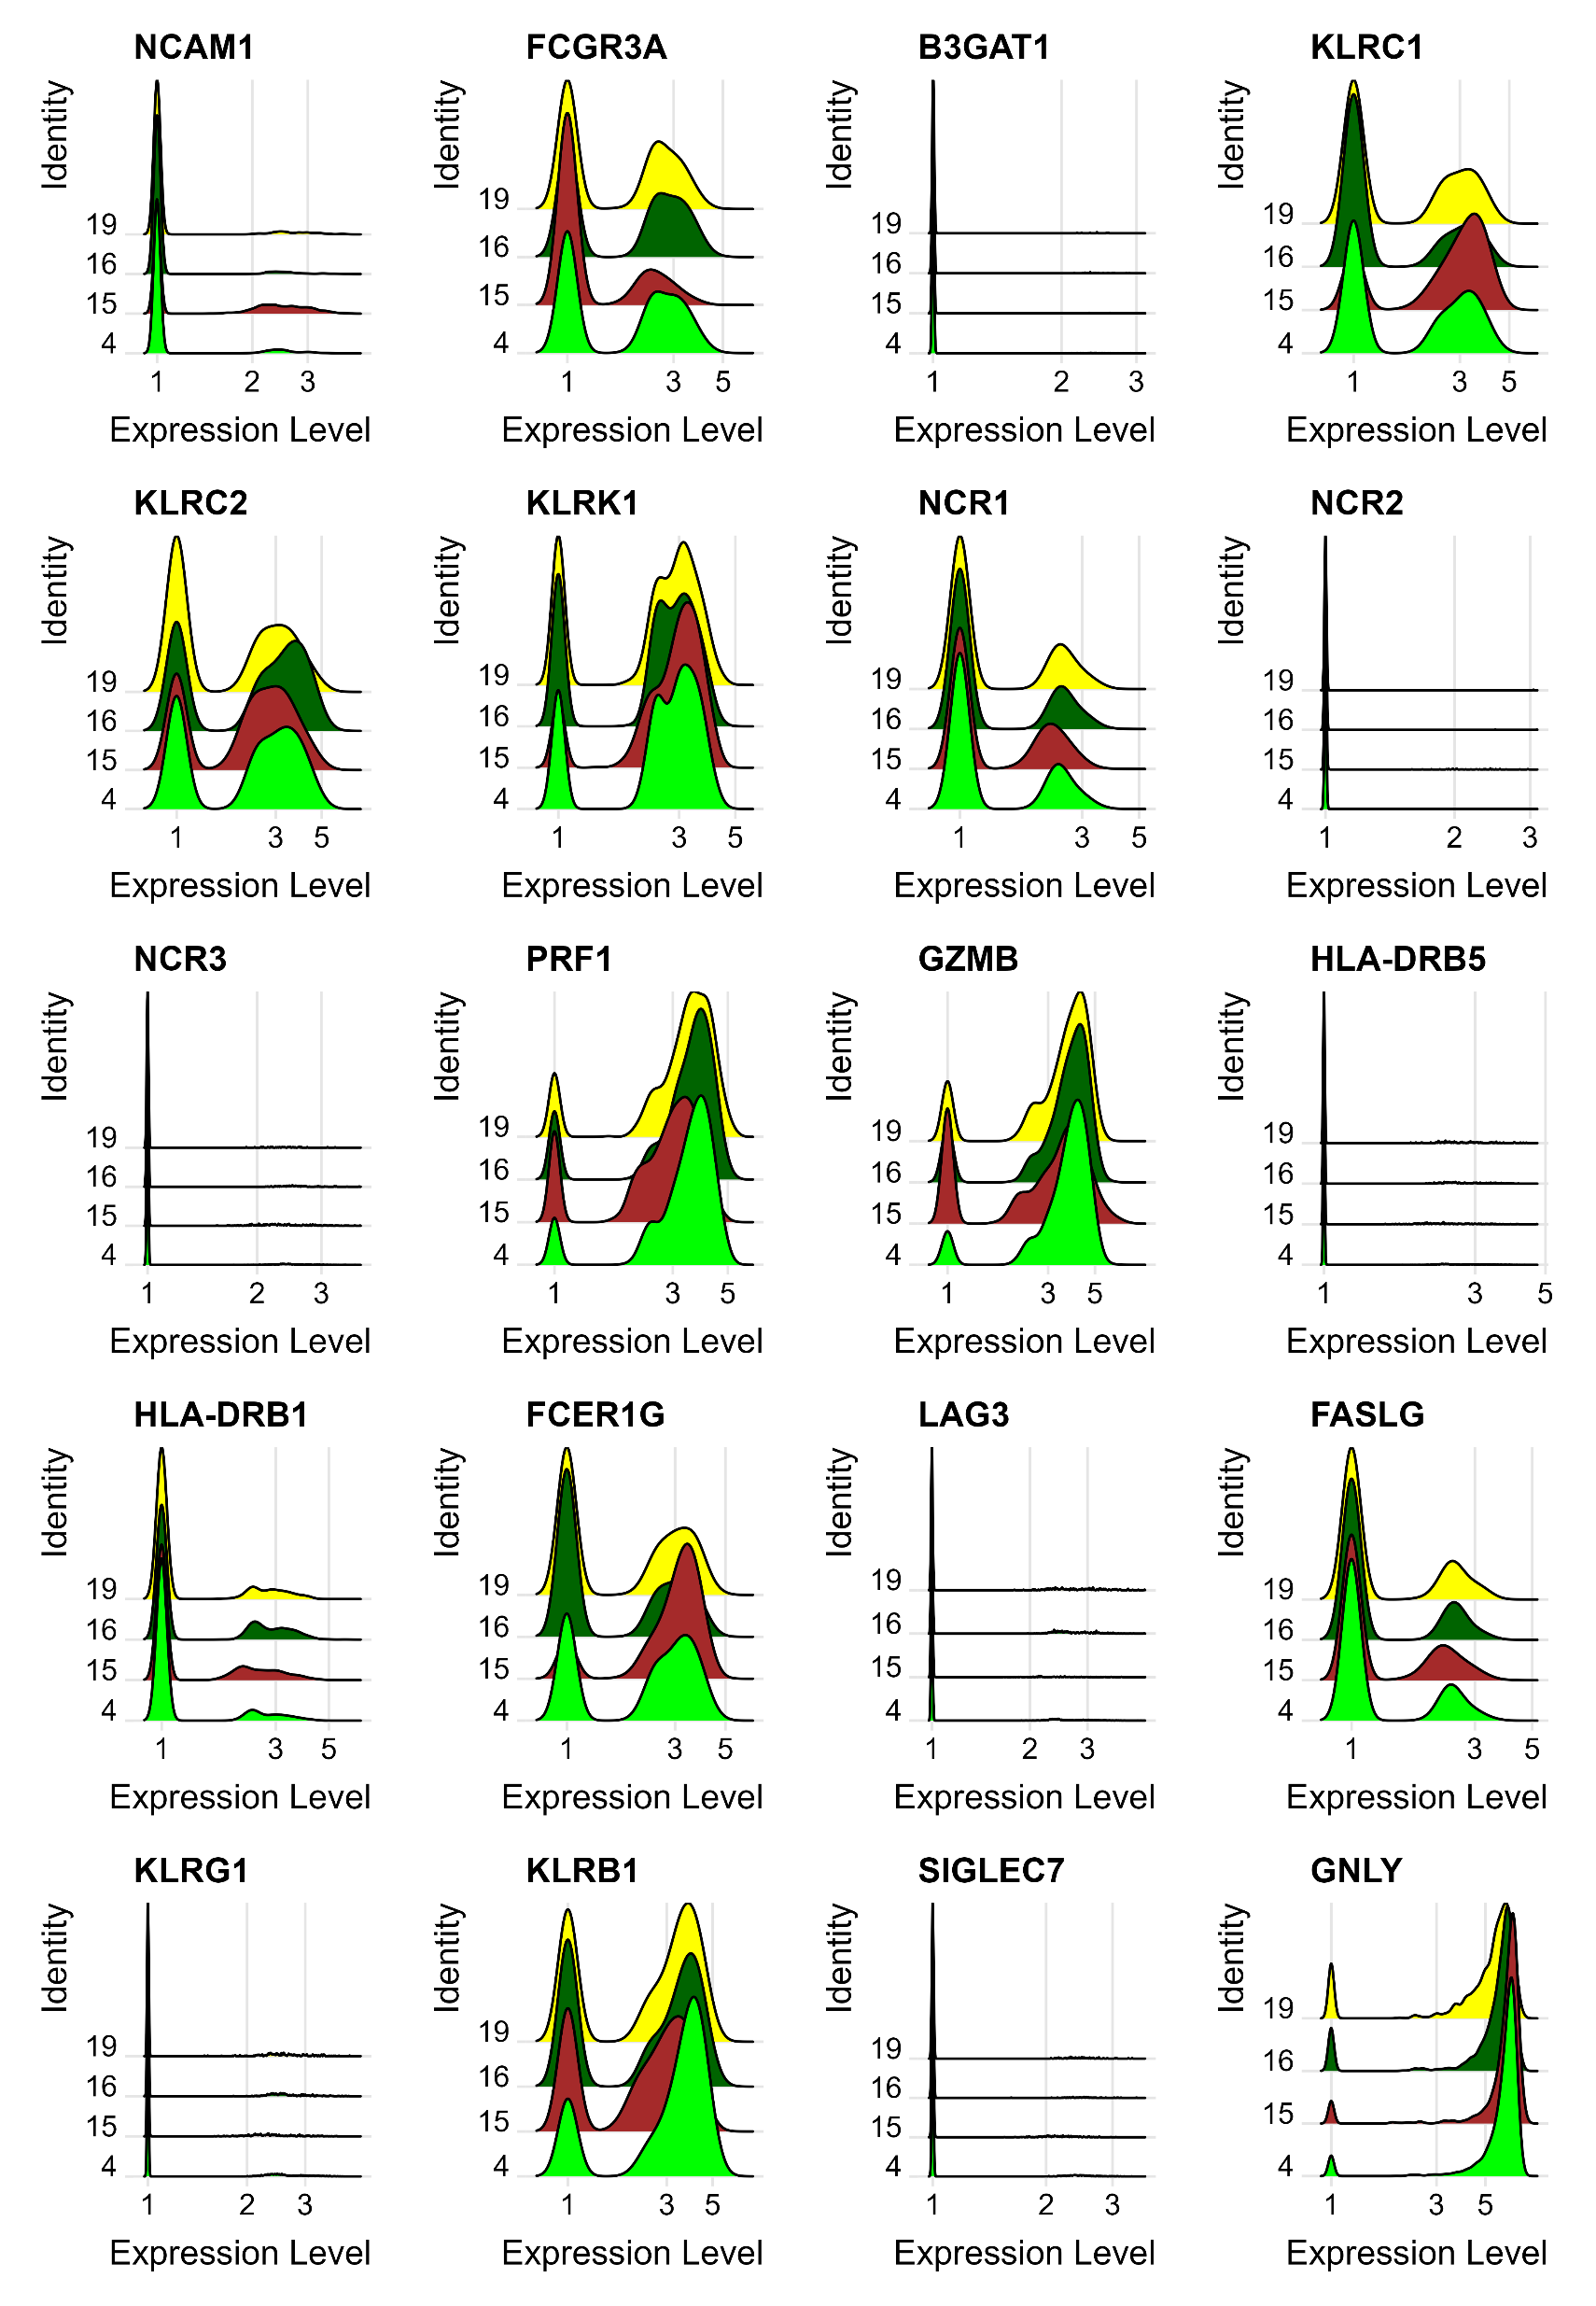 NCAM1 FCGR3A B3GAT1 KLRC1
Identity Identity Identity Identity
19 19 19 19
16 16 16 16
15 15 15 15
4 4 4 4
1 2 3 1 3 5 1 2 3 1 3 5
Expression Level Expression Level Expression Level Expression Level
KLRC2 KLRK1 NCR1 NCR2
Identity Identity Identity Identity
19 19 19 19
16 16 16 16
15 15 15 15
4 4 4 4
1 3 5 1 3 5 1 3 5 1 2 3
Expression Level Expression Level Expression Level Expression Level
NCR3 PRF1 GZMB HLA-DRB5
Identity Identity Identity Identity
19 19 19 19
16 16 16 16
15 15 15 15
4 4 4 4
1 2 3 1 3 5 1 3 5 1 3 5
Expression Level Expression Level Expression Level Expression Level
HLA-DRB1 FCER1G LAG3 FASLG
Identity Identity Identity Identity
19 19 19 19
16 16 16 16
15 15 15 15
4 4 4 4
1 3 5 1 3 5 1 2 3 1 3 5
Expression Level Expression Level Expression Level Expression Level
KLRG1 KLRB1 SIGLEC7 GNLY
Identity Identity Identity Identity
19 19 19 19
16 16 16 16
15 15 15 15
4 4 4 4
1 2 3 1 3 5 1 2 3 1 3 5
Expression Level Expression Level Expression Level Expression Level